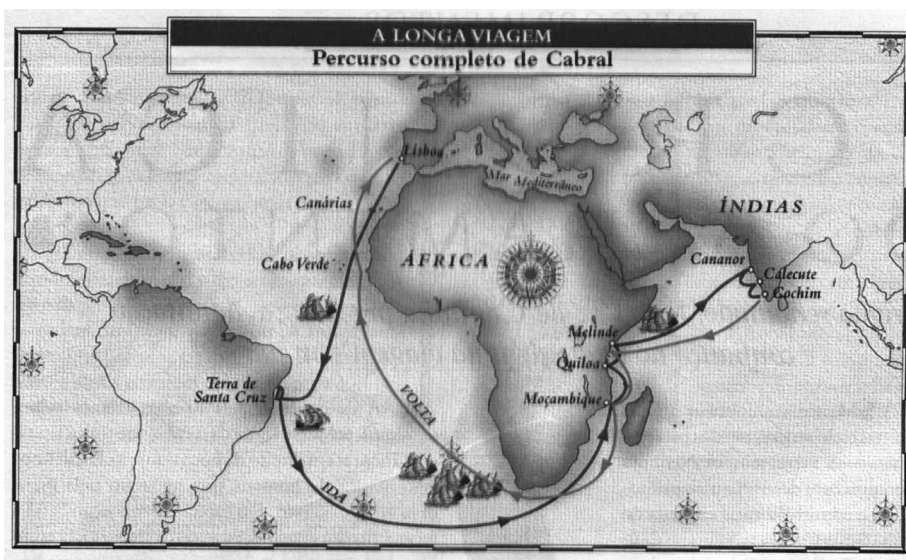 A LONGA VIAGEM
Percurso completo de Cabral
Lisboa
Mar Mediterrâneo
Canárias
ÍNDIAS
Cabo Verde
ÁFRICA
Cananor
Calecute
Cochim
Melinde
Quiloa
Terra de
Santa Cruz
Moçambique
VOLTA
IDA